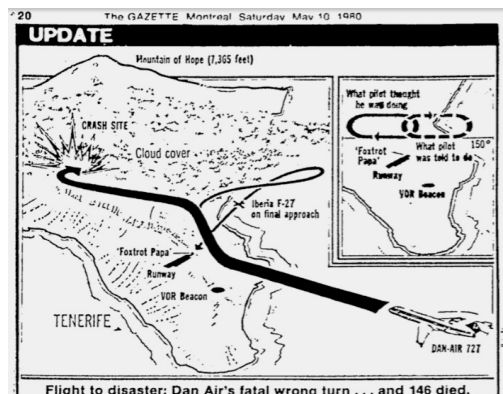 20 The GAZETTE Montreal Saturday May 10 1980
UPDATE
Mountain of Hope (7,365 feet)
CRASH SITE
Cloud cover
Iberia F-27
on final approach
'Foxtrot Papa'
Runway
VOR Beacon
TENERIFE
DAN-AIR 727
What pilot thought
he was doing
What pilot
was told to do
150°
'Foxtrot
Papa'
Runway
VOR Beacon
Flight to disaster: Dan Air's fatal wrong turn . . . and 146 died.